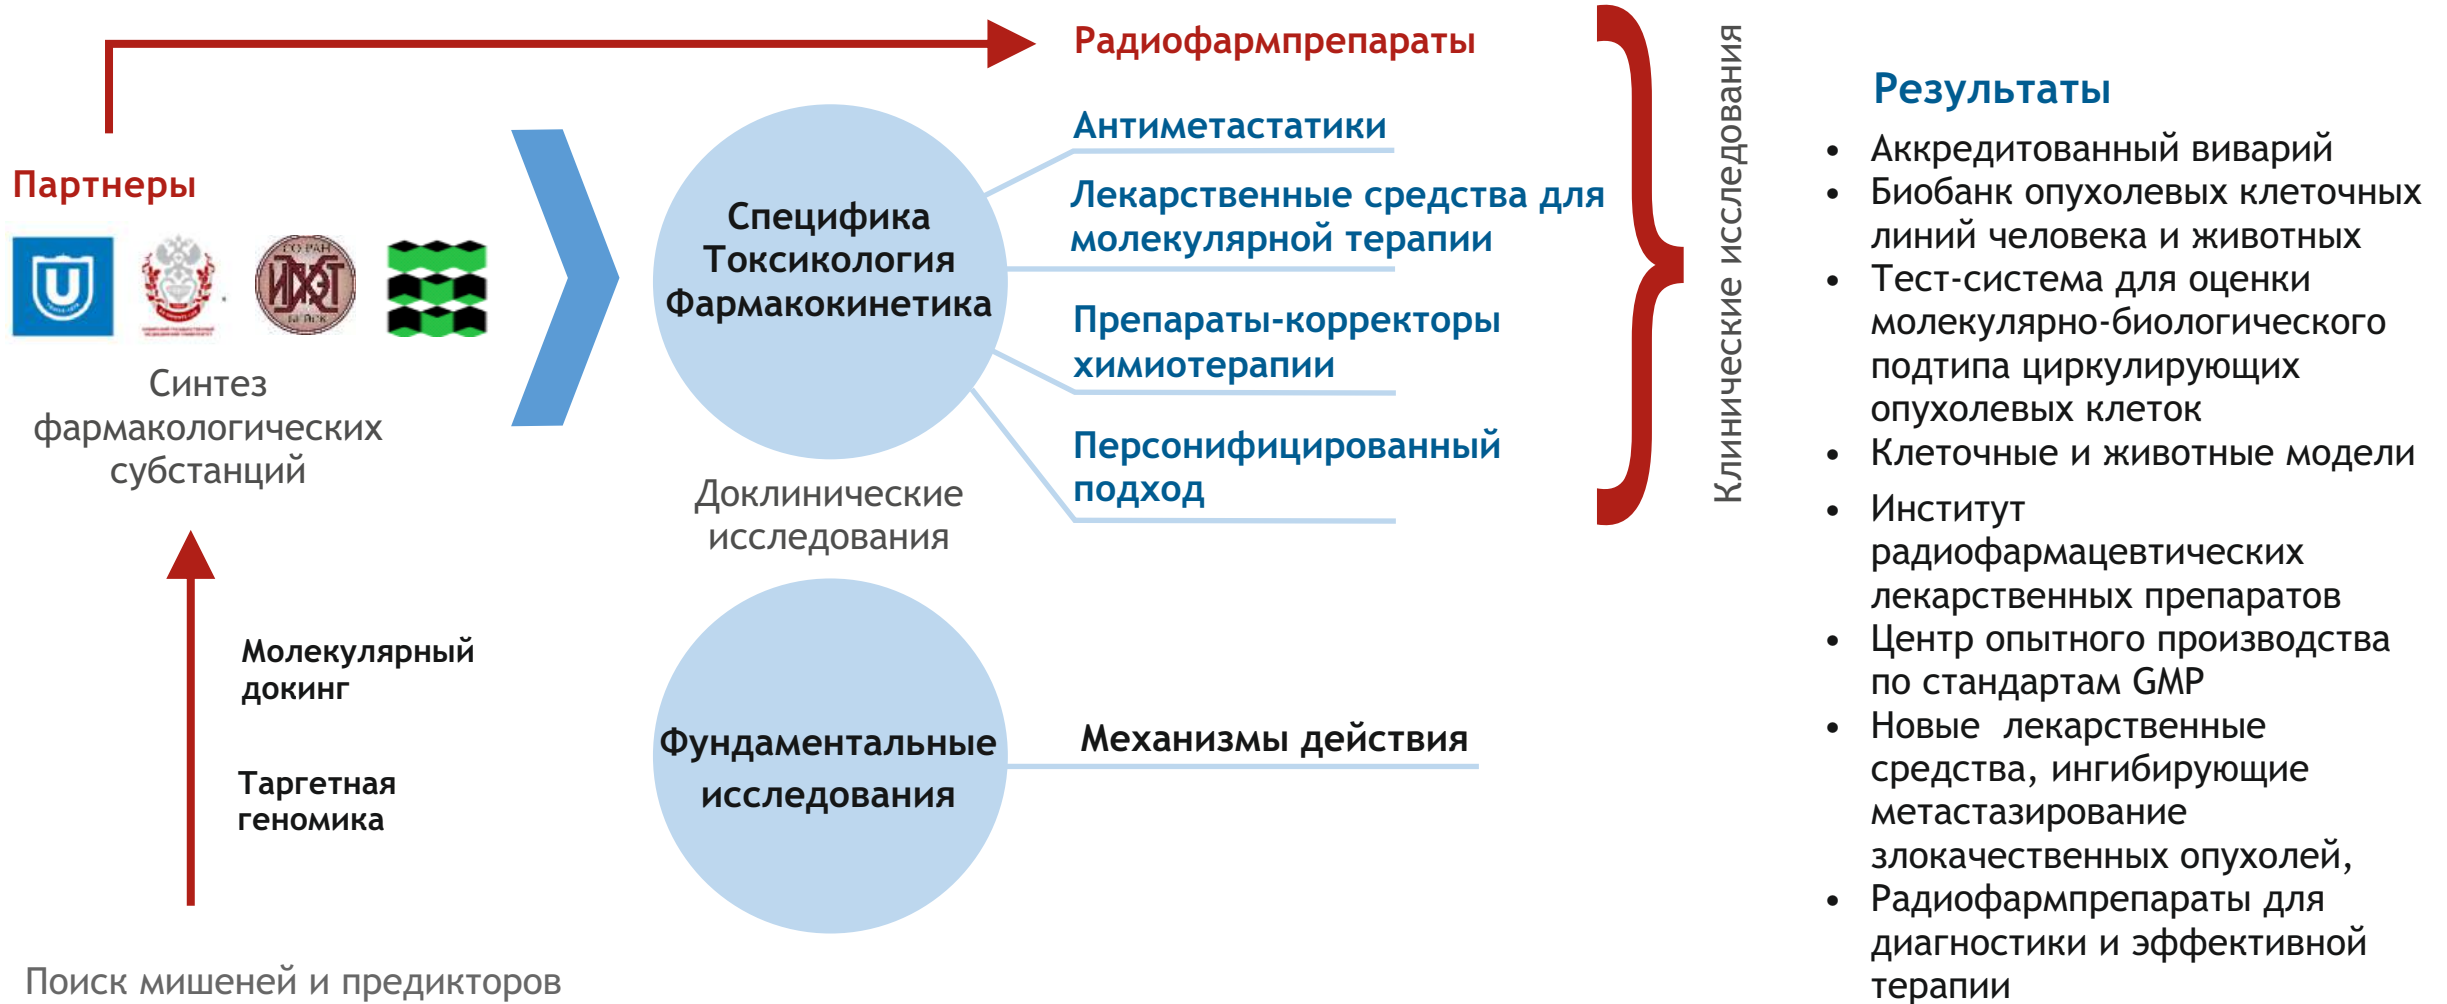 Радиофармпрепараты
Партнеры
СО РАН
ИПХЭТ
БИЙСК
Синтез
фармакологических
субстанций
Молекулярный
докинг
Таргетная
геномика
Поиск мишеней и предикторов
Специфика
Токсикология
Фармакокинетика
Доклинические
исследования
Антиметастатики
Лекарственные средства для
молекулярной терапии
Препараты-корректоры
химиотерапии
Персонифицированный
подход
Фундаментальные
исследования
Механизмы действия
Клинические исследования
Результаты
• Аккредитованный виварий
• Биобанк опухолевых клеточных
линий человека и животных
• Тест-система для оценки
молекулярно-биологического
подтипа циркулирующих
опухолевых клеток
• Клеточные и животные модели
• Институт
радиофармацевтических
лекарственных препаратов
• Центр опытного производства
по стандартам GMP
• Новые лекарственные
средства, ингибирующие
метастазирование
злокачественных опухолей,
• Радиофармпрепараты для
диагностики и эффективной
терапии